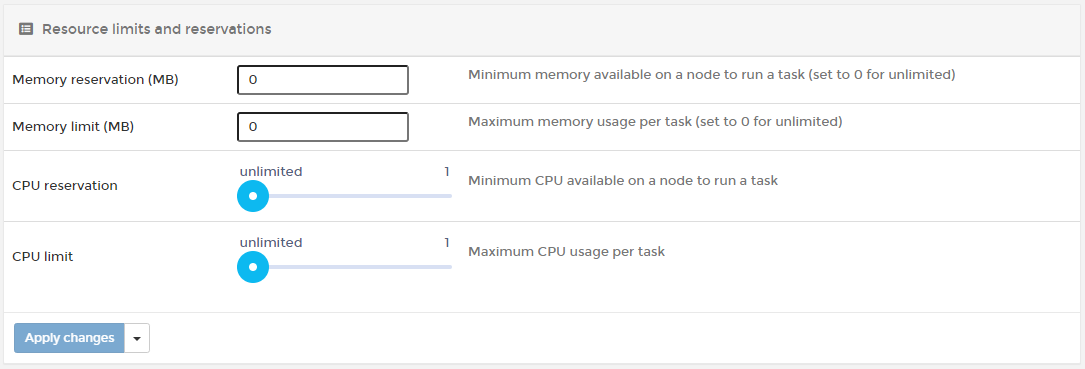 Resource limits and reservations
Memory reservation (MB) 0 Minimum memory available on a node to run a task (set to 0 for unlimited)
Memory limit (MB) 0 Maximum memory usage per task (set to 0 for unlimited)
unlimited 1
CPU reservation Minimum CPU available on a node to run a task
unlimited 1
CPU limit Maximum CPU usage per task
Apply changes